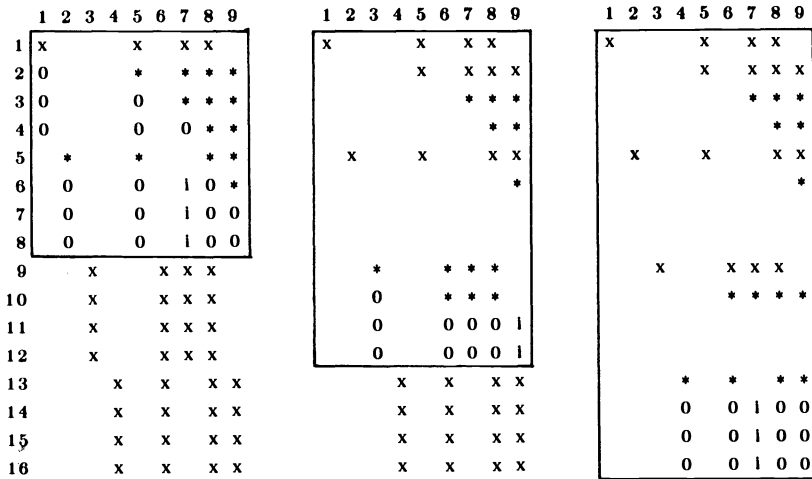 1 2 3 4 5 6 7 8 9 1 2 3 4 5 6 7 8 9 1 2 3 4 5 6 7 8 9
1 x x x x x x x x x x x x
2 0 * * * * x x x x x x x x
3 0 0 * * * * * * * * *
4 0 0 0 * * * * * *
5 * * * * x x x x x x x x
6 0 0 i 0 * * *
7 0 0 i 0 0
8 0 0 i 0 0
9 x x x x * * * * x x x x
10 x x x x 0 * * * * * * *
11 x x x x 0 0 0 0 i
12 x x x x 0 0 0 0 i
13 x x x x x x x x * * * *
14 x x x x x x x x 0 0 i 0 0
15 x x x x x x x x 0 0 i 0 0
16 x x x x x x x x 0 0 i 0 0